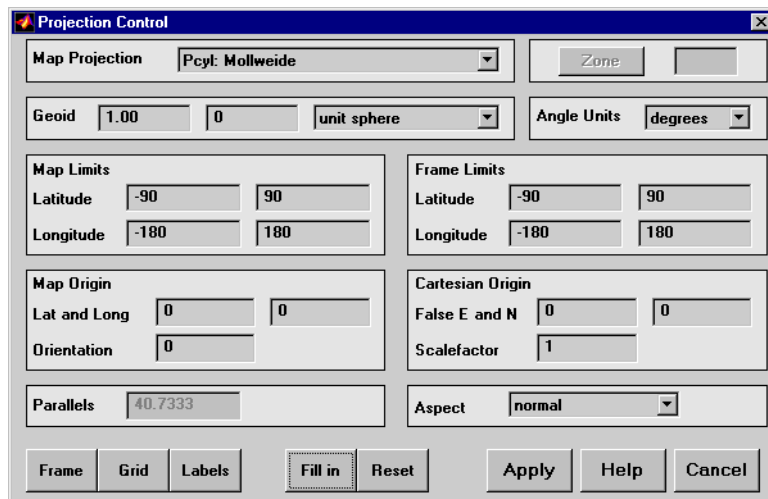 Projection Control
Map Projection Pcyl: Mollweide Zone
Geoid 1.00 0 unit sphere Angle Units degrees
Map Limits
Latitude -90 90
Longitude -180 180
Frame Limits
Latitude -90 90
Longitude -180 180
Map Origin
Lat and Long 0 0
Orientation 0
Cartesian Origin
False E and N 0 0
Scalefactor 1
Parallels 40.7333
Aspect normal
Frame Grid Labels Fill in Reset Apply Help Cancel